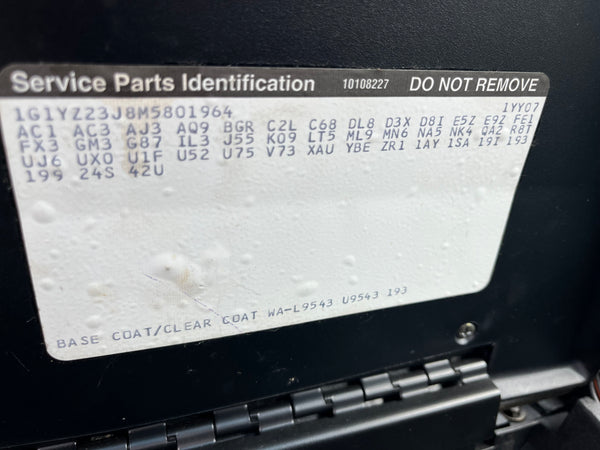 Service Parts Identification 10108227 DO NOT REMOVE
1G1YZ23J8M5801964 1YY07
AC1 AC3 AJ3 AQ9 BGR C2L C68 DL8 D3X D8I E5Z E9Z FE1
FX3 GM3 G87 IL3 J55 K09 LT5 ML9 MN6 NA5 NK4 QA2 R8T
UJ6 UX0 U1F U52 U75 V73 XAU YBE ZR1 1AY 1SA 19I 193
199 24S 42U
BASE COAT/CLEAR COAT WA-L9543 U9543 193